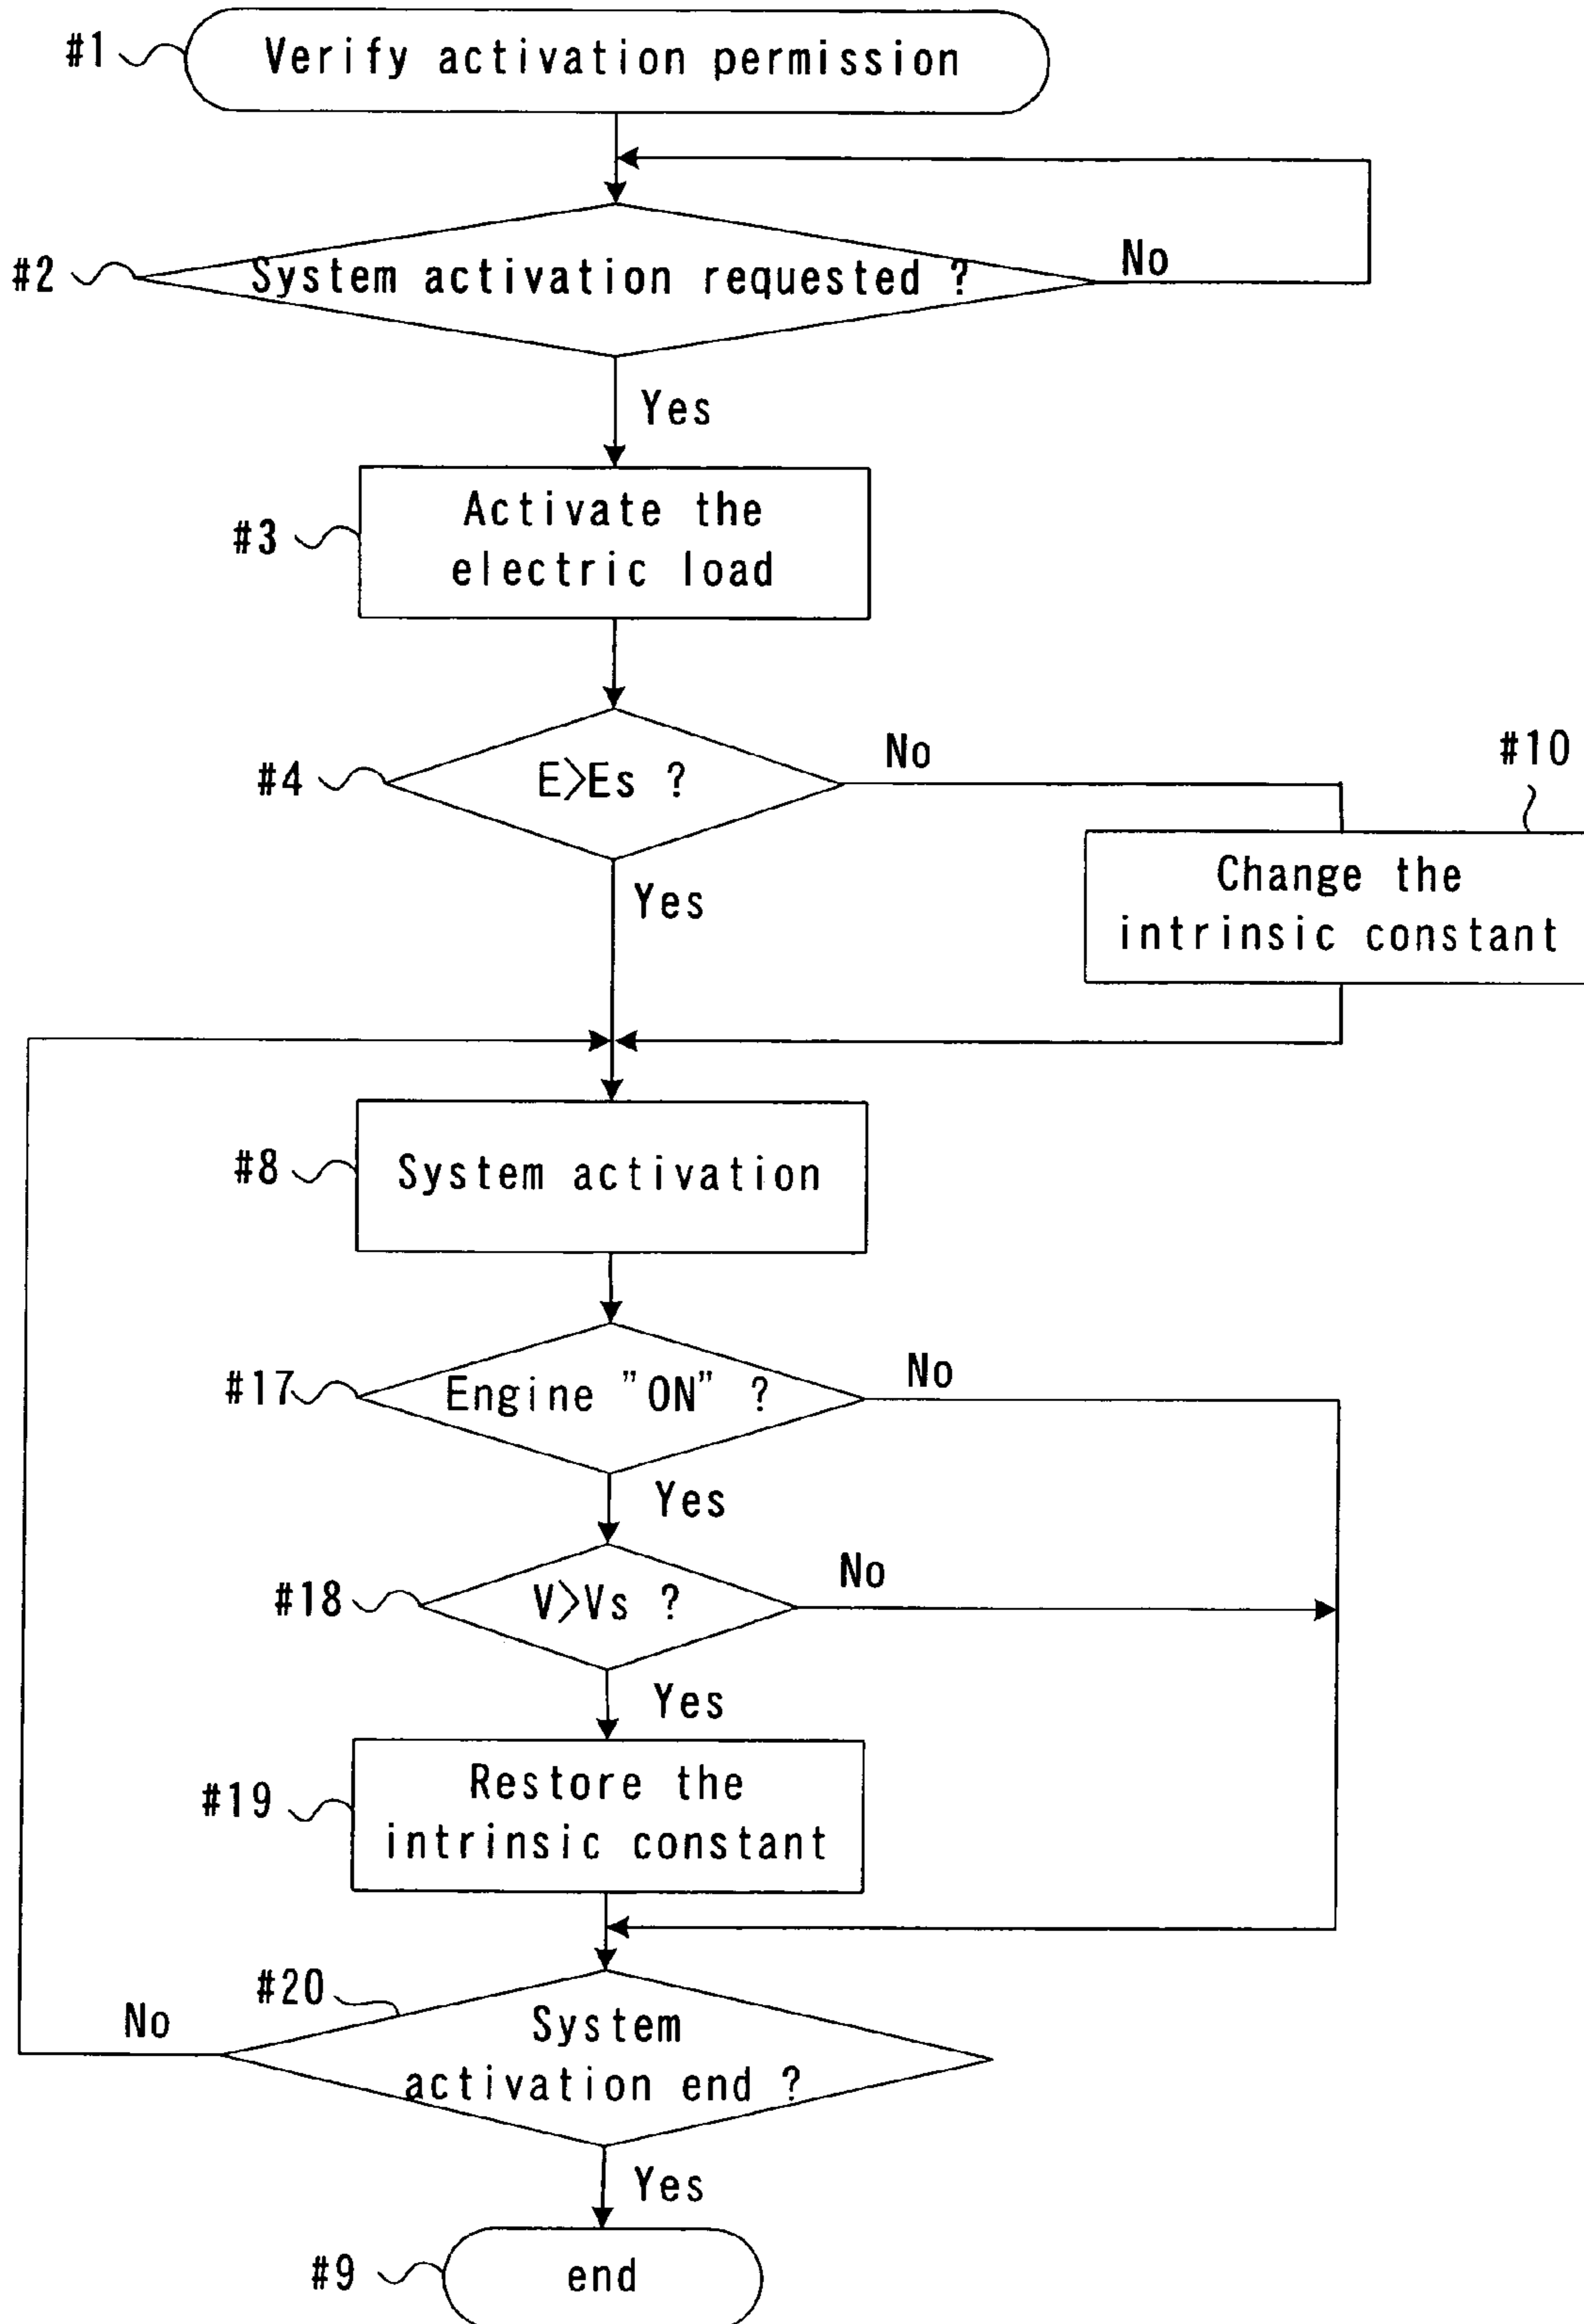 #1
Verify activation permission
#2
System activation requested ?
No
Yes
#3
Activate the
electric load
#4
E>Es ?
No
#10
Yes
Change the
intrinsic constant
#8
System activation
#17
Engine "ON" ?
No
Yes
#18
V>Vs ?
No
Yes
#19
Restore the
intrinsic constant
#20
No
System
activation end ?
Yes
#9
end